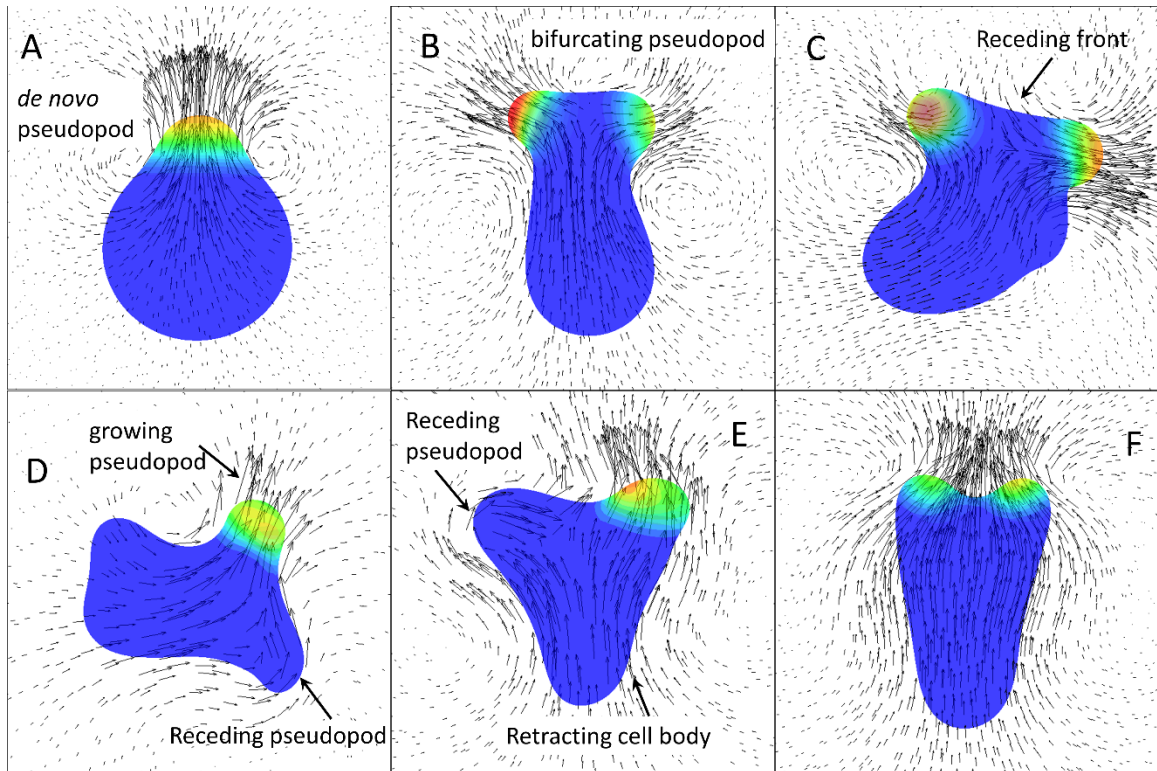 A
de novo
pseudopod
B
bifurcating pseudopod
C
Receding front
D
growing
pseudopod
Receding pseudopod
E
Receding
pseudopod
Retracting cell body
F